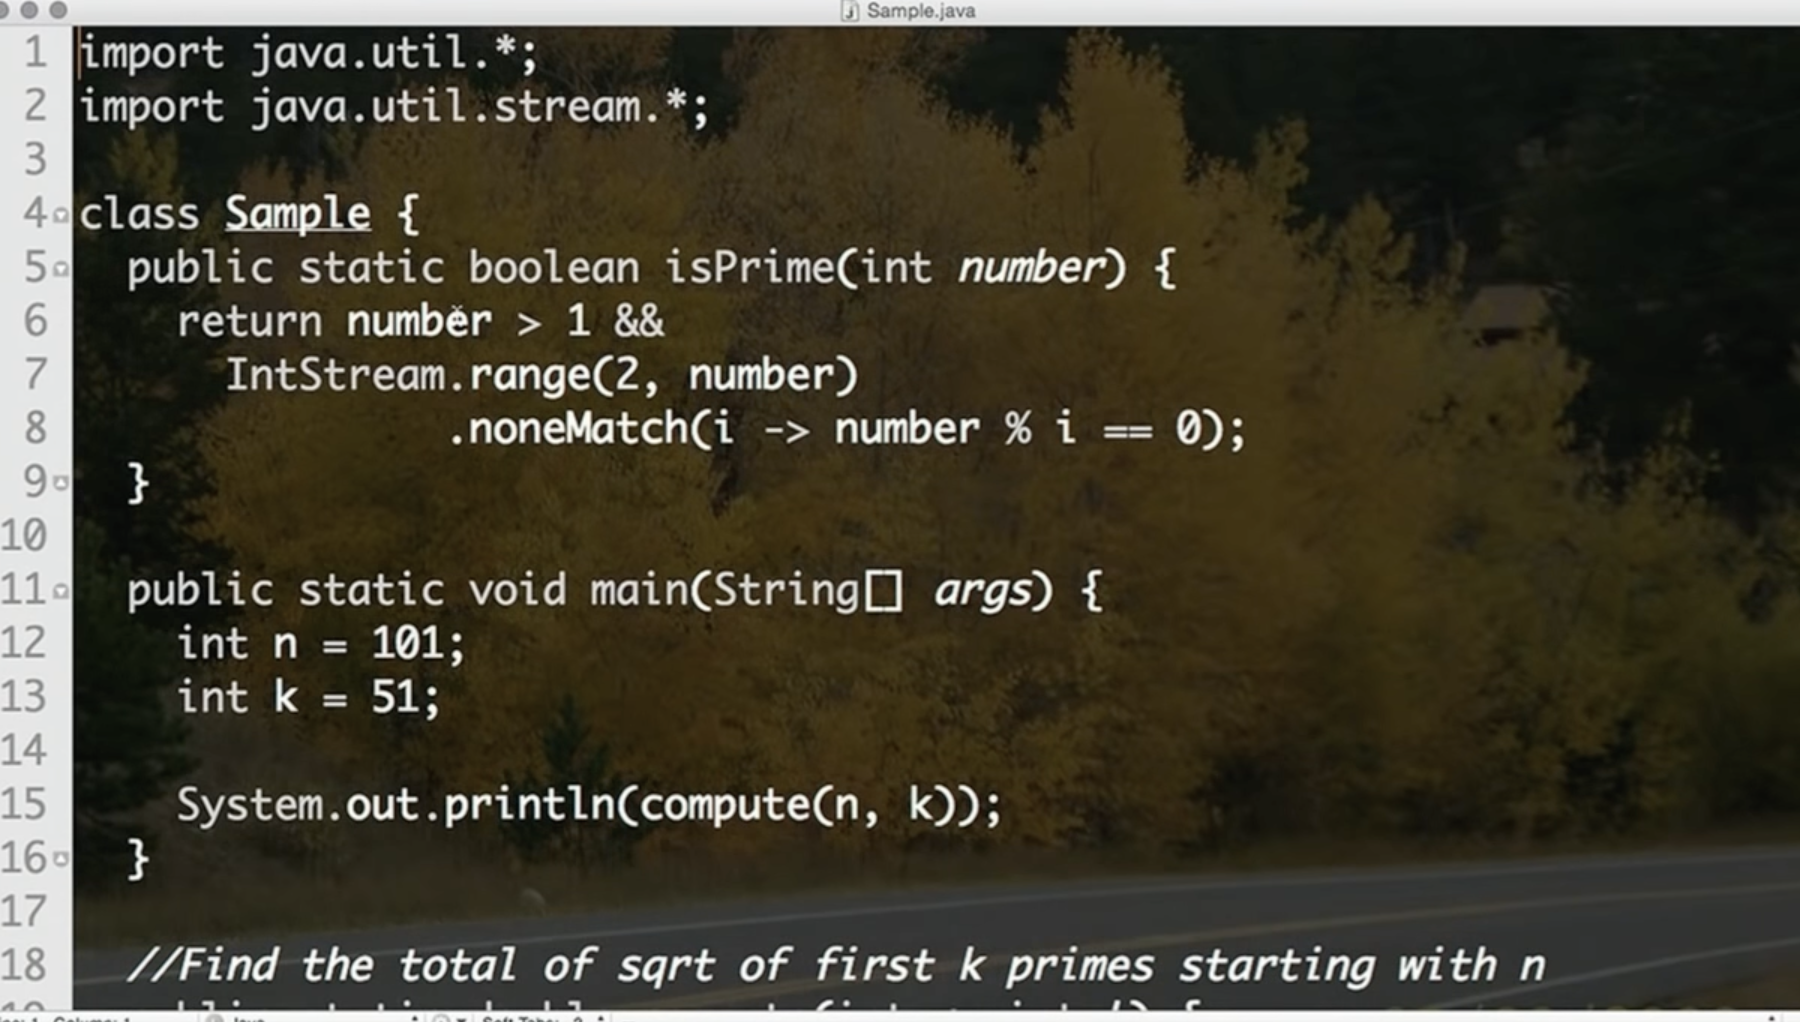 Sample.java
1 import java.util.*;
2 import java.util.stream.*;
3
4 class Sample {
5   public static boolean isPrime(int number) {
6     return number > 1 &&
7       IntStream.range(2, number)
8                .noneMatch(i -> number % i == 0);
9   }
10
11   public static void main(String[] args) {
12     int n = 101;
13     int k = 51;
14
15     System.out.println(compute(n, k));
16   }
17
18   //Find the total of sqrt of first k primes starting with n